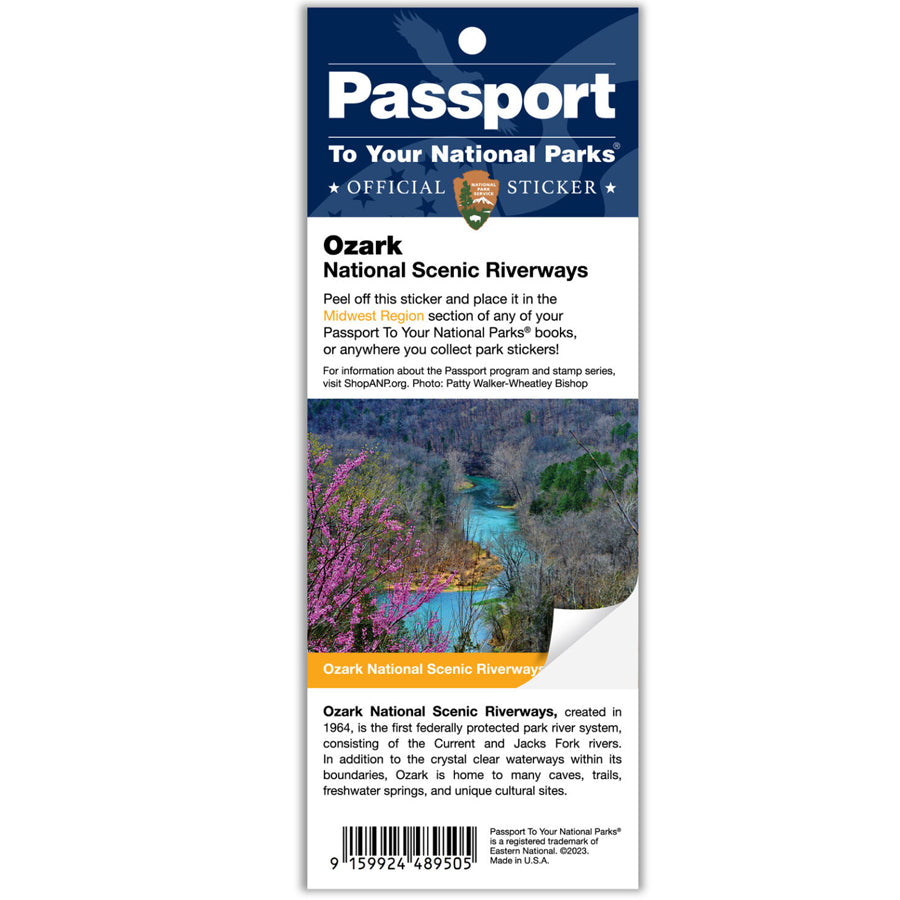 Passport
To Your National Parks®
★ OFFICIAL STICKER ★
NATIONAL
PARK
SERVICE
Ozark
National Scenic Riverways
Peel off this sticker and place it in the
Midwest Region section of any of your
Passport To Your National Parks® books,
or anywhere you collect park stickers!
For information about the Passport program and stamp series,
visit ShopANP.org. Photo: Patty Walker-Wheatley Bishop
Ozark National Scenic Riverways
Ozark National Scenic Riverways, created in
1964, is the first federally protected park river system,
consisting of the Current and Jacks Fork rivers.
In addition to the crystal clear waterways within its
boundaries, Ozark is home to many caves, trails,
freshwater springs, and unique cultural sites.
9 159924 489505
Passport To Your National Parks®
is a registered trademark of
Eastern National. ©2023.
Made in U.S.A.